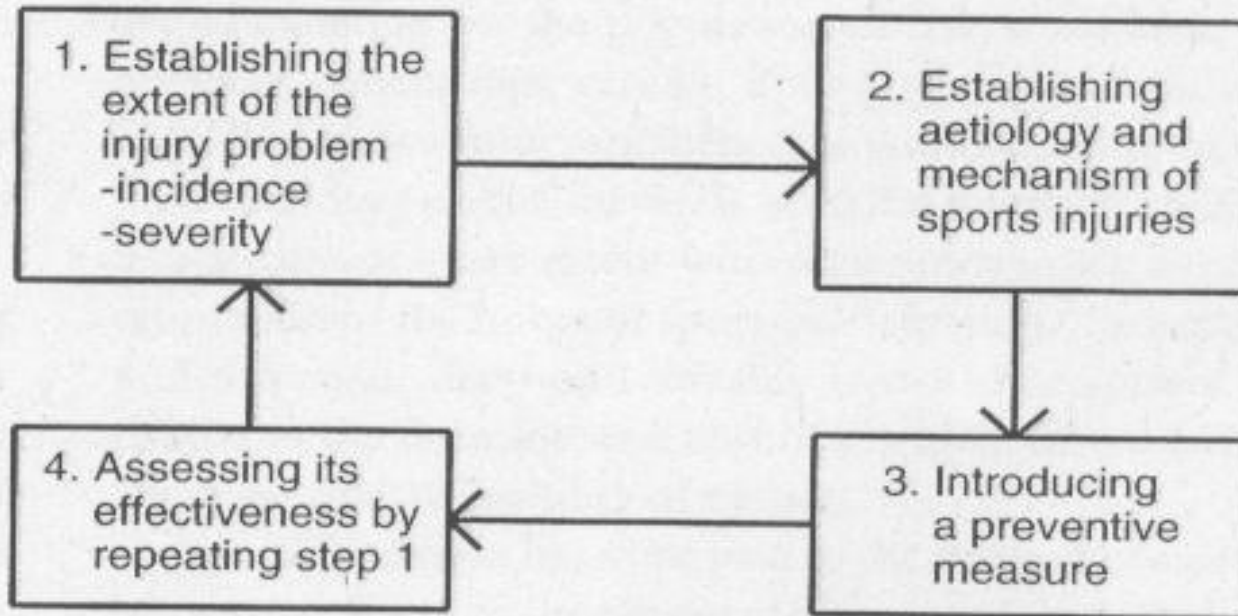 1. Establishing the
extent of the
injury problem
-incidence
-severity
2. Establishing
aetiology and
mechanism of
sports injuries
3. Introducing
a preventive
measure
4. Assessing its
effectiveness by
repeating step 1